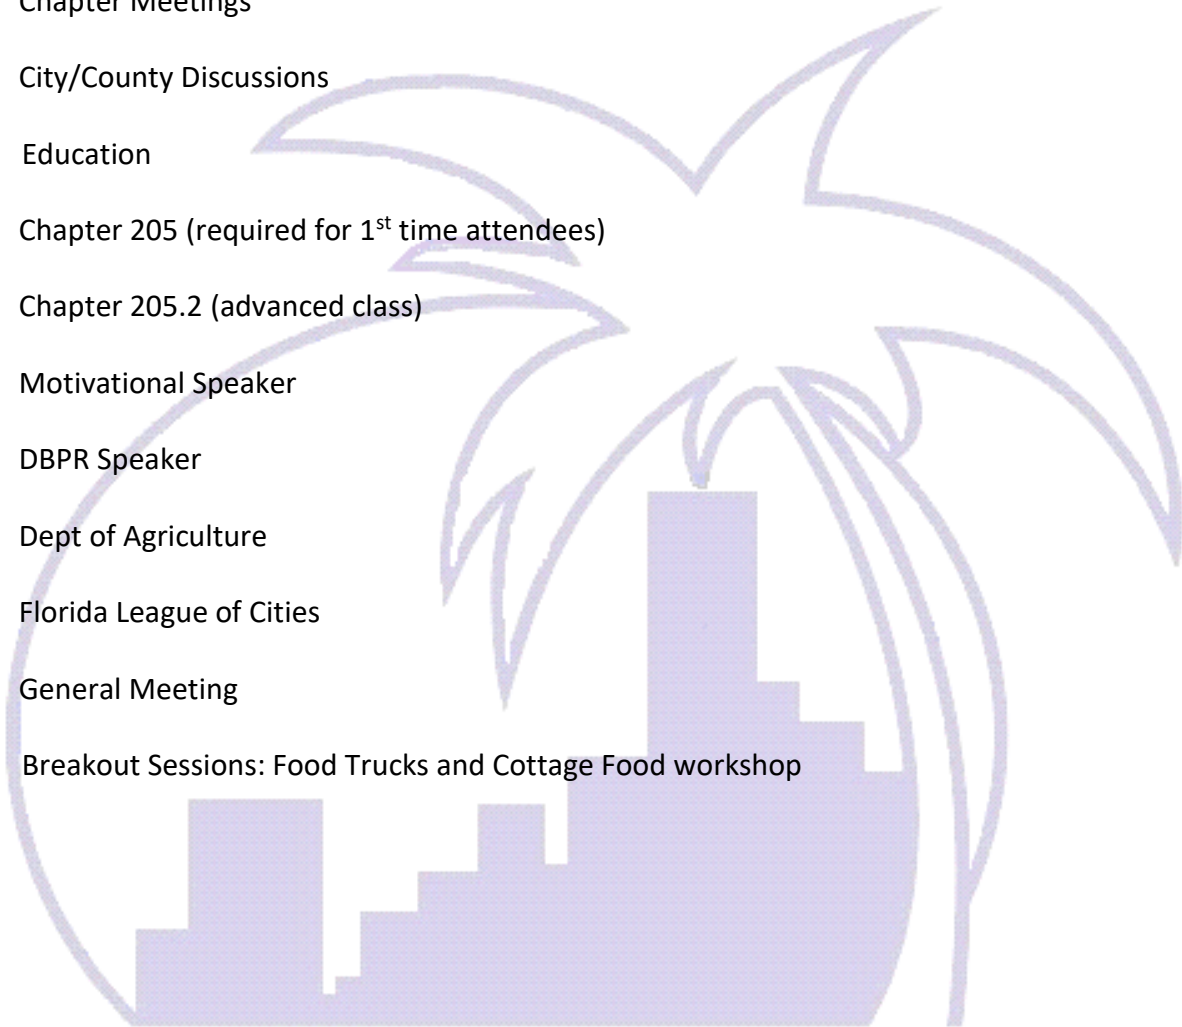 Chapter Meetings
City/County Discussions
Education
Chapter 205 (required for 1st time attendees)
Chapter 205.2 (advanced class)
Motivational Speaker
DBPR Speaker
Dept of Agriculture
Florida League of Cities
General Meeting
Breakout Sessions: Food Trucks and Cottage Food workshop